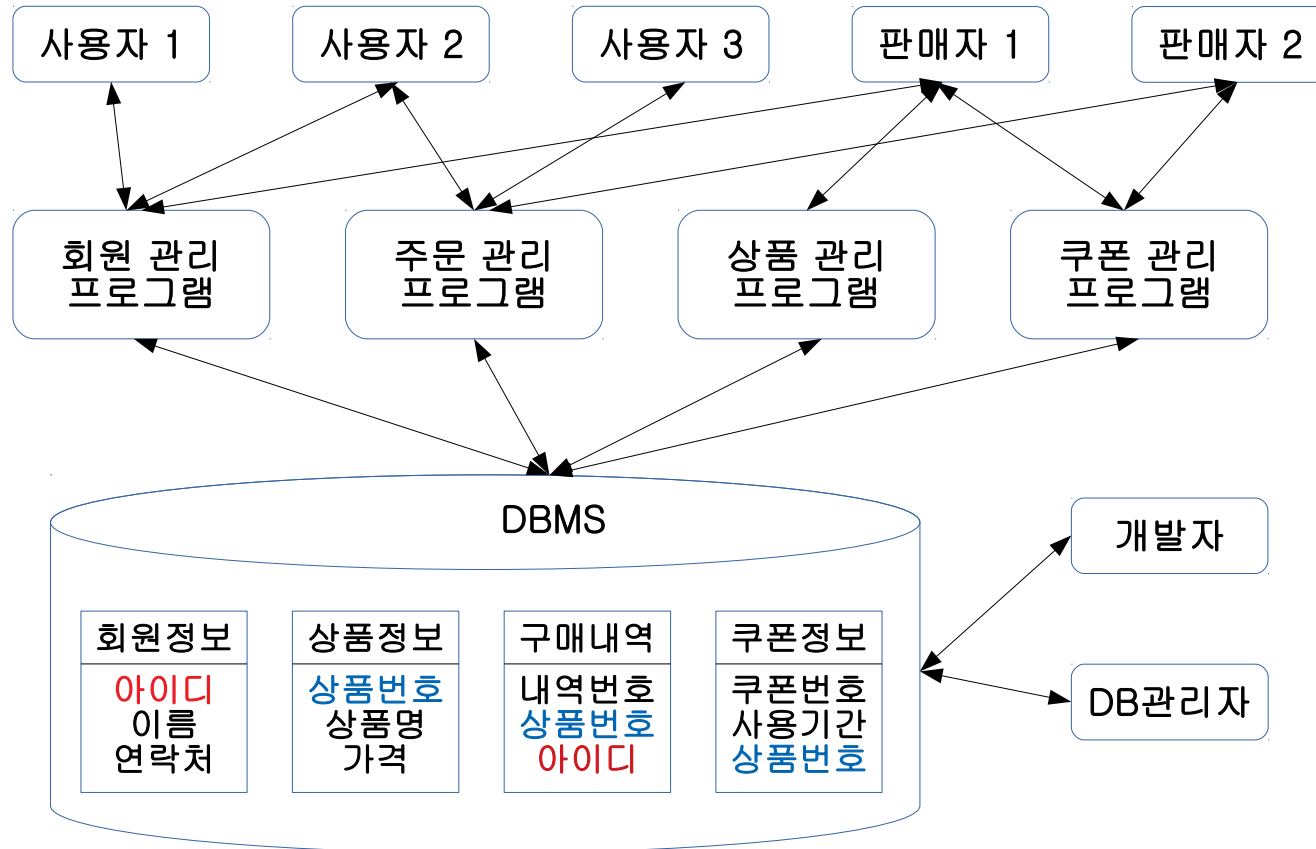 사용자 1
사용자 2
사용자 3
판매자 1
판매자 2
회원 관리
프로그램
주문 관리
프로그램
상품 관리
프로그램
쿠폰 관리
프로그램
DBMS
개발자
DB관리자
회원정보
아이디
이름
연락처
상품정보
상품번호
상품명
가격
구매내역
내역번호
상품번호
아이디
쿠폰정보
쿠폰번호
사용기간
상품번호